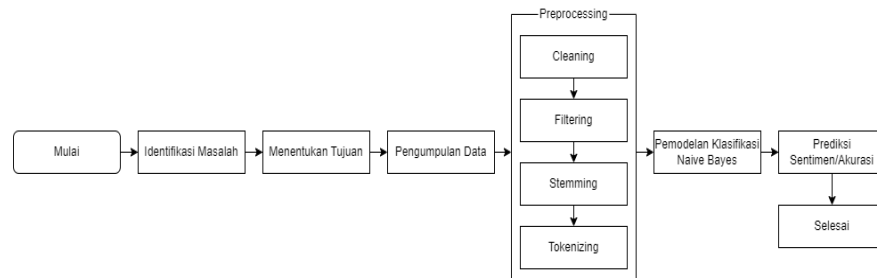 Mulai
Identifikasi Masalah
Menentukan Tujuan
Pengumpulan Data
Preprocessing
Cleaning
Filtering
Stemming
Tokenizing
Pemodelan Klasifikasi
Naive Bayes
Prediksi
Sentimen/Akurasi
Selesai